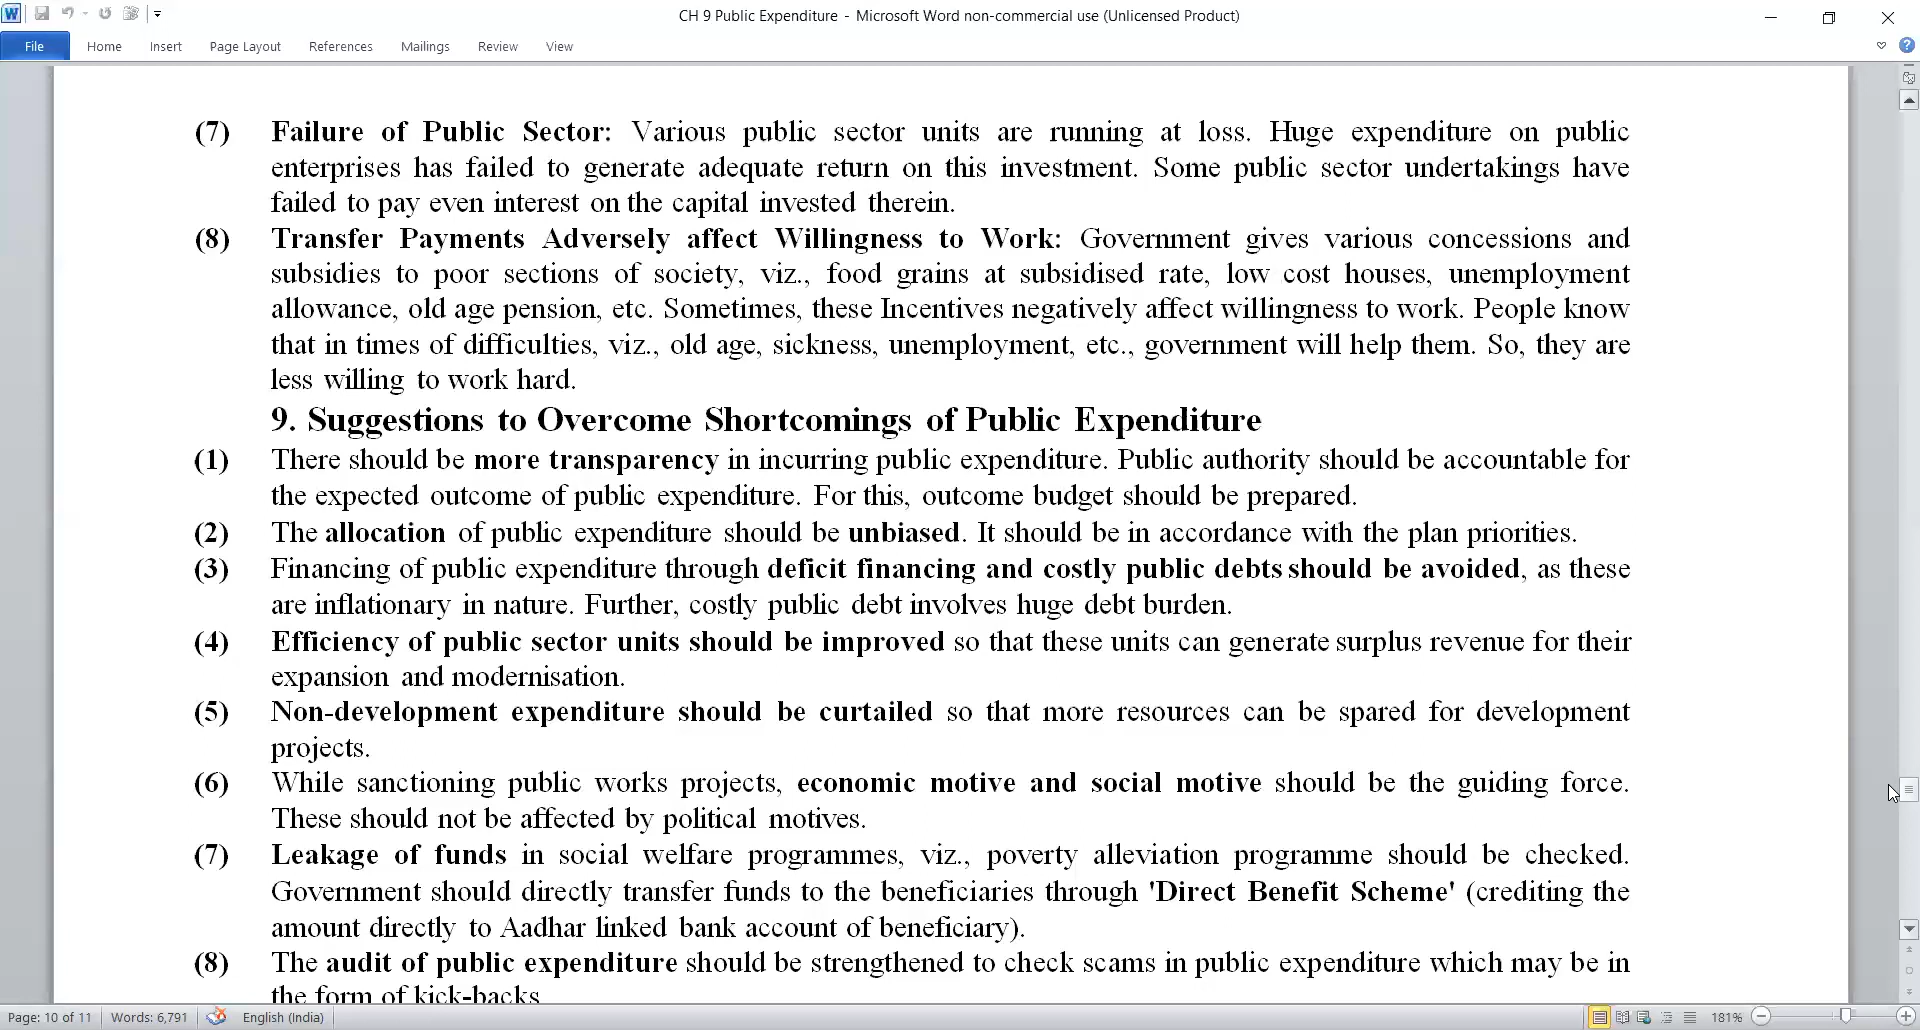 CH 9 Public Expenditure - Microsoft Word non-commercial use (Unlicensed Product)
File Home Insert Page Layout References Mailings Review View
(7) Failure of Public Sector: Various public sector units are running at loss. Huge expenditure on public
enterprises has failed to generate adequate return on this investment. Some public sector undertakings have
failed to pay even interest on the capital invested therein.
(8) Transfer Payments Adversely affect Willingness to Work: Government gives various concessions and
subsidies to poor sections of society, viz., food grains at subsidised rate, low cost houses, unemployment
allowance, old age pension, etc. Sometimes, these Incentives negatively affect willingness to work. People know
that in times of difficulties, viz., old age, sickness, unemployment, etc., government will help them. So, they are
less willing to work hard.
9. Suggestions to Overcome Shortcomings of Public Expenditure
(1) There should be more transparency in incurring public expenditure. Public authority should be accountable for
the expected outcome of public expenditure. For this, outcome budget should be prepared.
(2) The allocation of public expenditure should be unbiased. It should be in accordance with the plan priorities.
(3) Financing of public expenditure through deficit financing and costly public debts should be avoided, as these
are inflationary in nature. Further, costly public debt involves huge debt burden.
(4) Efficiency of public sector units should be improved so that these units can generate surplus revenue for their
expansion and modernisation.
(5) Non-development expenditure should be curtailed so that more resources can be spared for development
projects.
(6) While sanctioning public works projects, economic motive and social motive should be the guiding force.
These should not be affected by political motives.
(7) Leakage of funds in social welfare programmes, viz., poverty alleviation programme should be checked.
Government should directly transfer funds to the beneficiaries through 'Direct Benefit Scheme' (crediting the
amount directly to Aadhar linked bank account of beneficiary).
(8) The audit of public expenditure should be strengthened to check scams in public expenditure which may be in
the form of kick-backs.
Page: 10 of 11 Words: 6,791 English (India) 181%